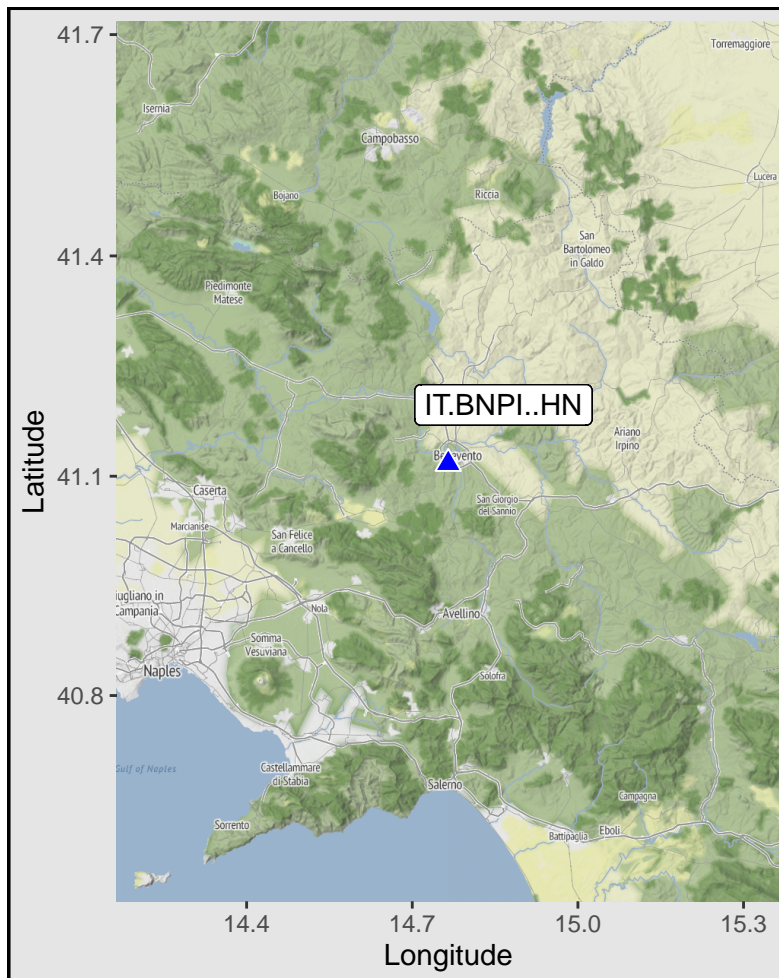 41.7
Torremaggiore
Isernia
Campobasso
Lucera
Bojano
Riccia
San
Bartolomeo
in Galdo
41.4
Piedimonte
Matese
IT.BNPI..HN
Ariano
Irpino
Latitude
41.1
Benevento
Caserta
San Giorgio
del Sannio
Marcianise
San Felice
a Cancello
iugliano in
Campania
Nola
Avellino
Somma
Vesuviana
Naples
Solofra
40.8
Gulf of Naples
Castellammare
di Stabia
Salerno
Campagna
Sorrento
Battipaglia
Eboli
14.4
14.7
15.0
15.3
Longitude